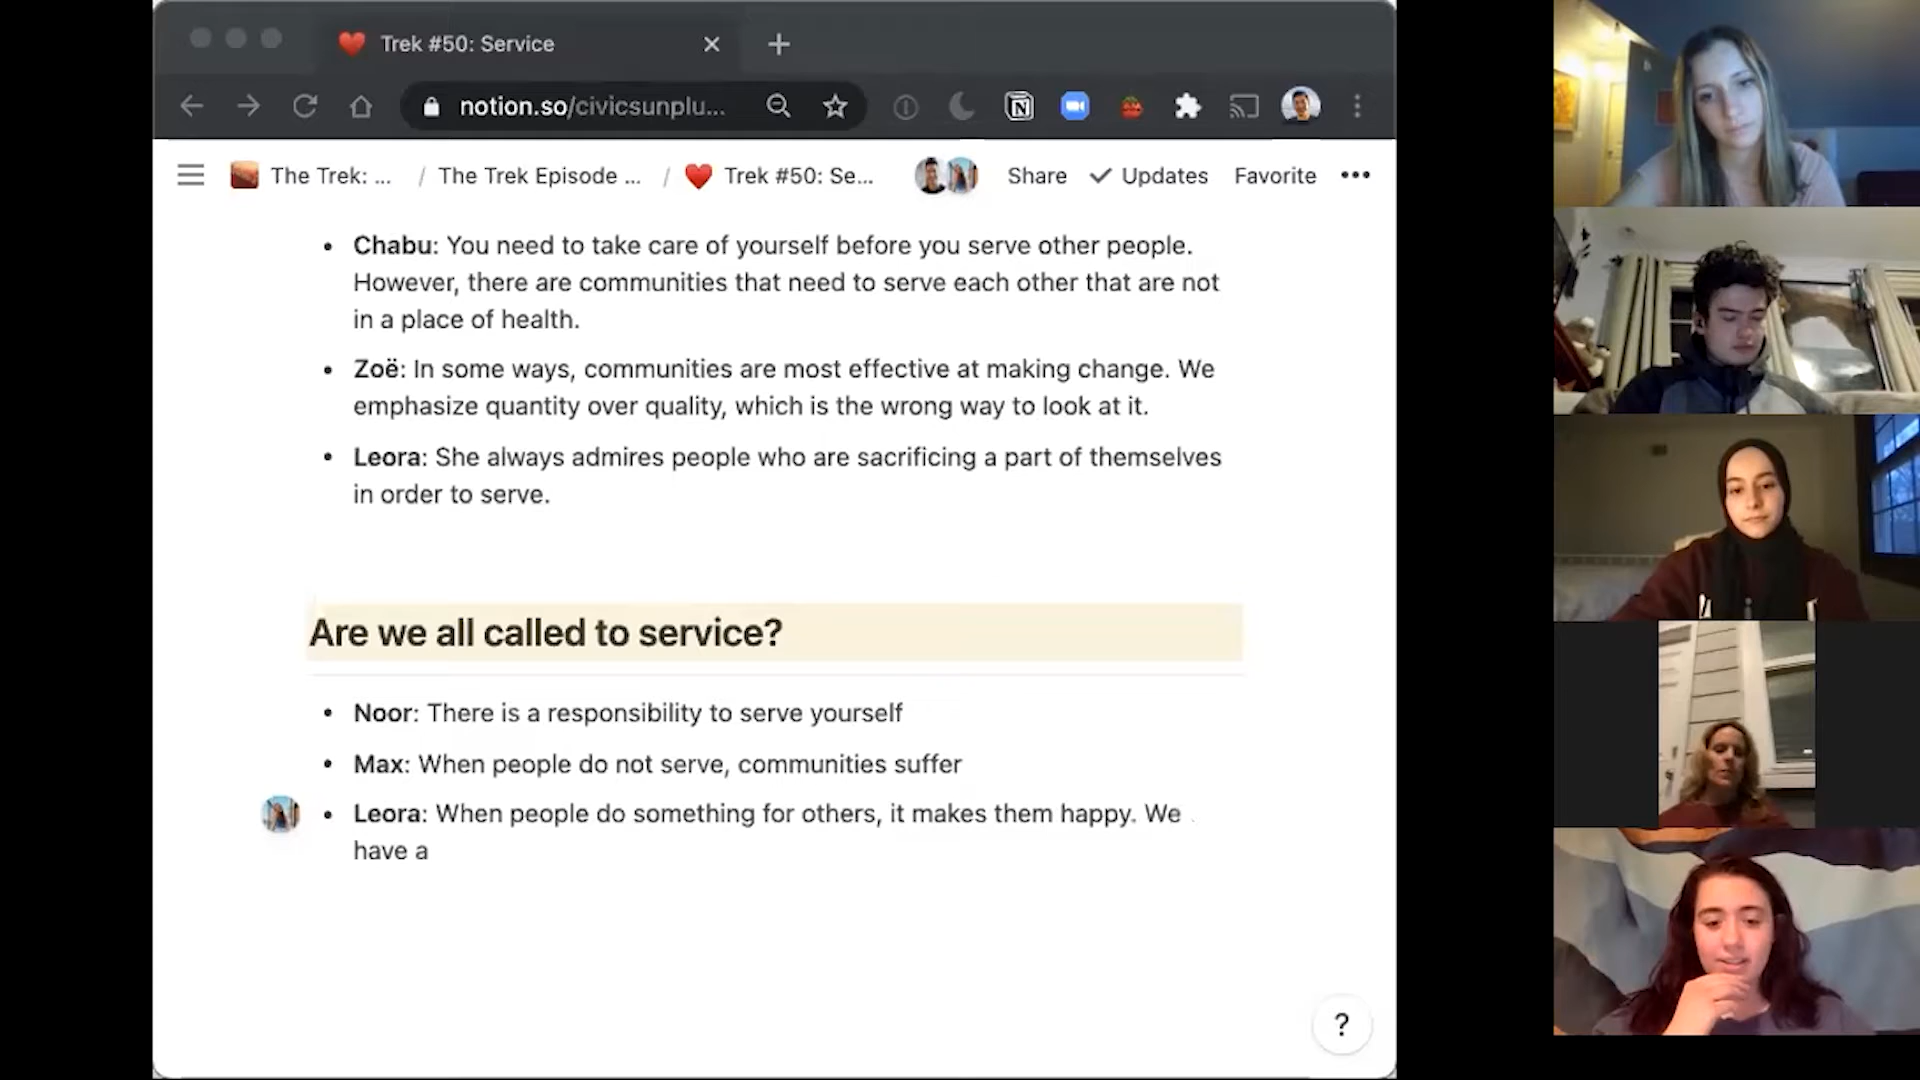 Trek #50: Service
notion.so/civicsunplu...
The Trek: ... / The Trek Episode ... / Trek #50: Se... Share Updates Favorite
• Chabu: You need to take care of yourself before you serve other people.
However, there are communities that need to serve each other that are not
in a place of health.
• Zoë: In some ways, communities are most effective at making change. We
emphasize quantity over quality, which is the wrong way to look at it.
• Leora: She always admires people who are sacrificing a part of themselves
in order to serve.
Are we all called to service?
• Noor: There is a responsibility to serve yourself
• Max: When people do not serve, communities suffer
• Leora: When people do something for others, it makes them happy. We
have a
?